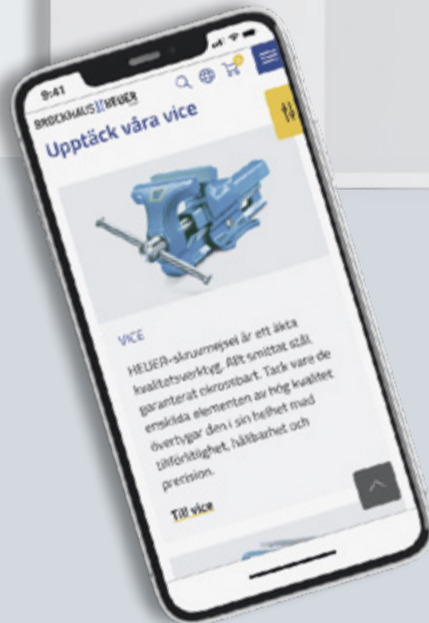 9:41
BROCKHAUS HEUER
Upptäck våra vice
VICE
HEUER-skruvmejsel är ett äkta
kvalitetsverktyg. Allt smittat stål,
garanterat okrossbart. Tack vare de
enskilda elementen av hög kvalitet
övertygar den i sin helhet med
tillförlitlighet, hållbarhet och
precision.
Till vice